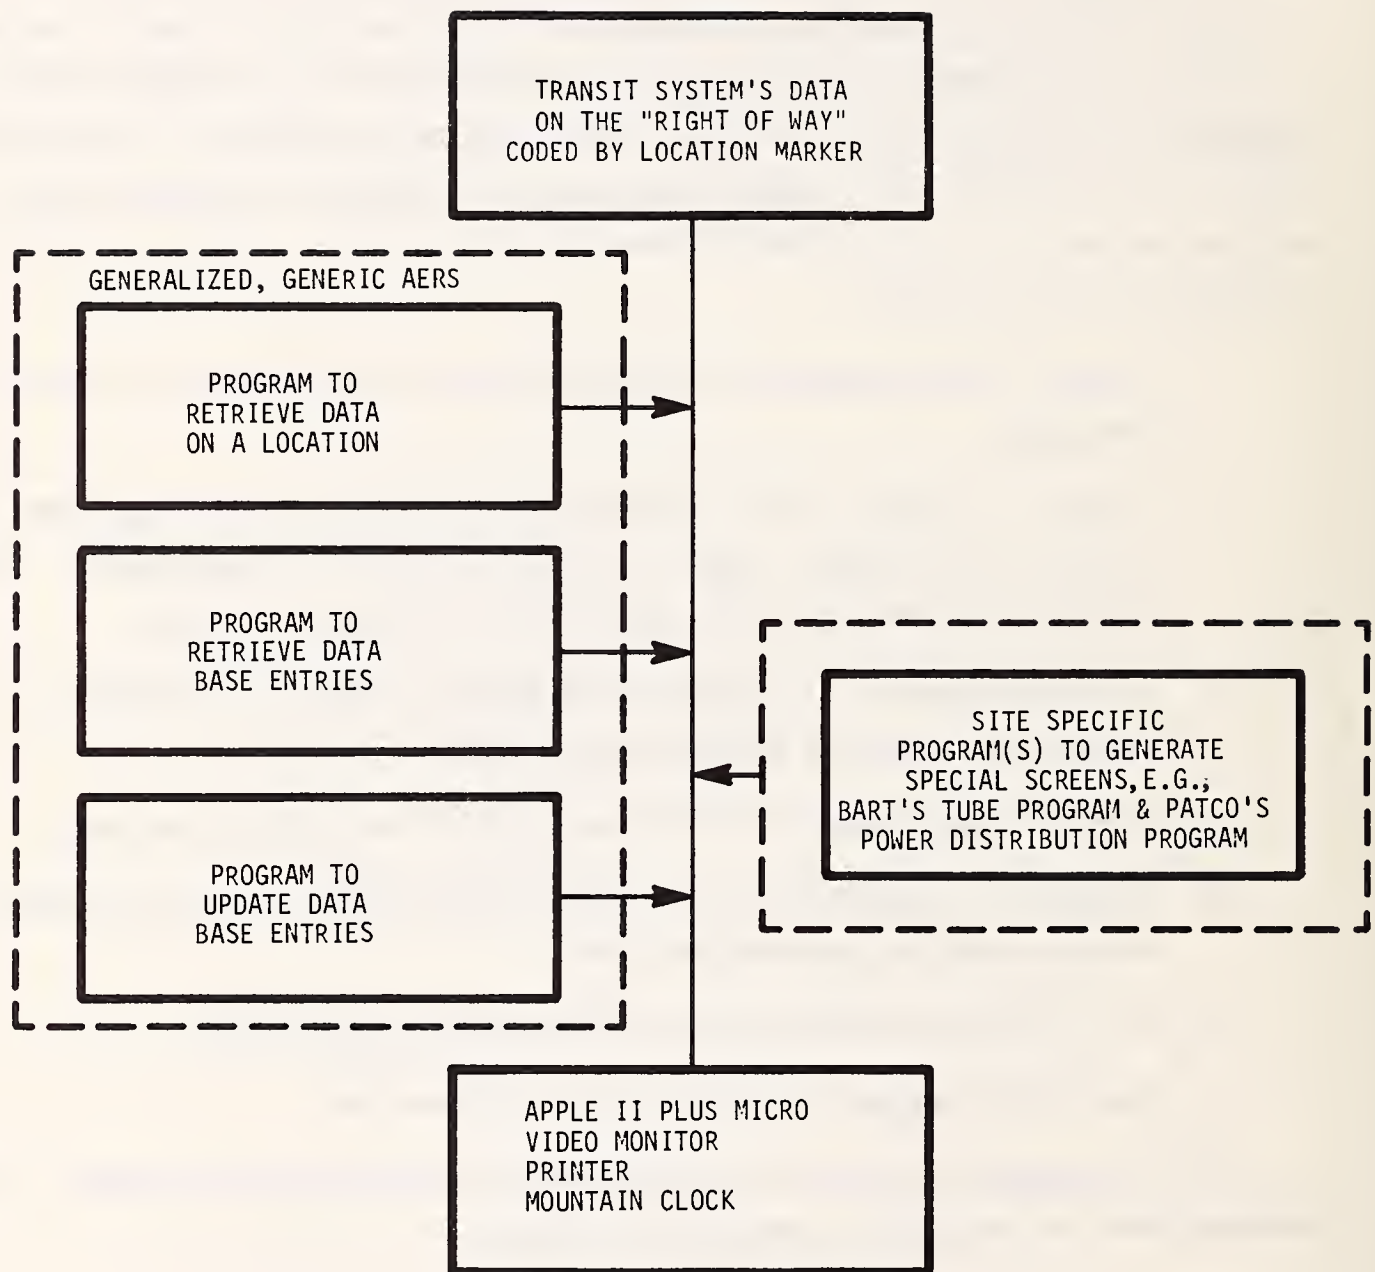 TRANSIT SYSTEM'S DATA
ON THE "RIGHT OF WAY"
CODED BY LOCATION MARKER
GENERALIZED, GENERIC AERS
PROGRAM TO
RETRIEVE DATA
ON A LOCATION
PROGRAM TO
RETRIEVE DATA
BASE ENTRIES
SITE SPECIFIC
PROGRAM(S) TO GENERATE
SPECIAL SCREENS, E.G.,
BART'S TUBE PROGRAM & PATCO'S
POWER DISTRIBUTION PROGRAM
PROGRAM TO
UPDATE DATA
BASE ENTRIES
APPLE II PLUS MICRO
VIDEO MONITOR
PRINTER
MOUNTAIN CLOCK